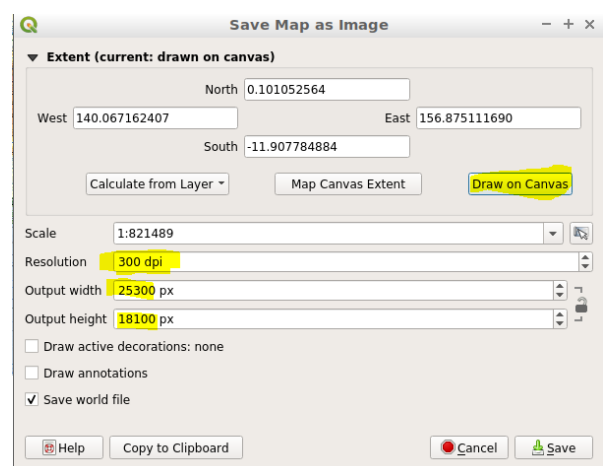 Save Map as Image
Extent (current: drawn on canvas)
North 0.101052564
West 140.067162407 East 156.875111690
South -11.907784884
Calculate from Layer Map Canvas Extent Draw on Canvas
Scale 1:821489
Resolution 300 dpi
Output width 25300 px
Output height 18100 px
Draw active decorations: none
Draw annotations
Save world file
Help Copy to Clipboard Cancel Save